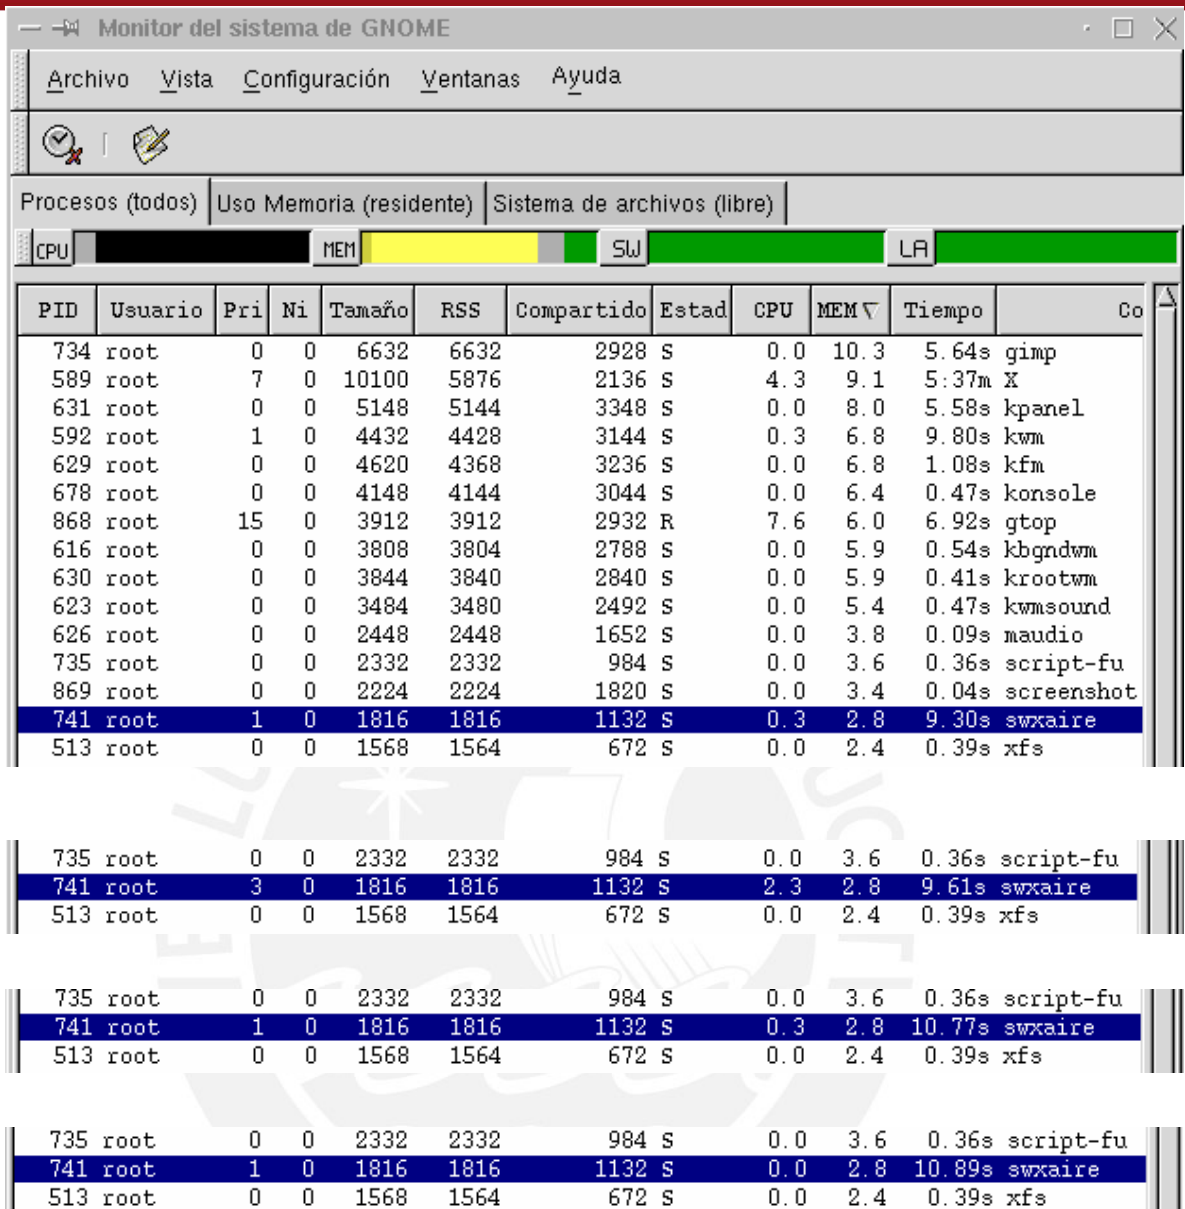 Monitor del sistema de GNOME
Archivo Vista Configuración Ventanas Ayuda
Procesos (todos) Uso Memoria (residente) Sistema de archivos (libre)
CPU MEM SW LA
PID Usuario Pri Ni Tamaño RSS Compartido Estad CPU MEM Tiempo Co
734 root 0 0 6632 6632 2928 S 0.0 10.3 5.64s gimp
589 root 7 0 10100 5876 2136 S 4.3 9.1 5:37m X
631 root 0 0 5148 5144 3348 S 0.0 8.0 5.58s kpanel
592 root 1 0 4432 4428 3144 S 0.3 6.8 9.80s kwm
629 root 0 0 4620 4368 3236 S 0.0 6.8 1.08s kfm
678 root 0 0 4148 4144 3044 S 0.0 6.4 0.47s konsole
868 root 15 0 3912 3912 2932 R 7.6 6.0 6.92s gtop
616 root 0 0 3808 3804 2788 S 0.0 5.9 0.54s kbgndwm
630 root 0 0 3844 3840 2840 S 0.0 5.9 0.41s krootwm
623 root 0 0 3484 3480 2492 S 0.0 5.4 0.47s kwmsound
626 root 0 0 2448 2448 1652 S 0.0 3.8 0.09s maudio
735 root 0 0 2332 2332 984 S 0.0 3.6 0.36s script-fu
869 root 0 0 2224 2224 1820 S 0.0 3.4 0.04s screenshot
741 root 1 0 1816 1816 1132 S 0.3 2.8 9.30s swxaire
513 root 0 0 1568 1564 672 S 0.0 2.4 0.39s xfs
735 root 0 0 2332 2332 984 S 0.0 3.6 0.36s script-fu
741 root 3 0 1816 1816 1132 S 2.3 2.8 9.61s swxaire
513 root 0 0 1568 1564 672 S 0.0 2.4 0.39s xfs
735 root 0 0 2332 2332 984 S 0.0 3.6 0.36s script-fu
741 root 1 0 1816 1816 1132 S 0.3 2.8 10.77s swxaire
513 root 0 0 1568 1564 672 S 0.0 2.4 0.39s xfs
735 root 0 0 2332 2332 984 S 0.0 3.6 0.36s script-fu
741 root 1 0 1816 1816 1132 S 0.0 2.8 10.89s swxaire
513 root 0 0 1568 1564 672 S 0.0 2.4 0.39s xfs